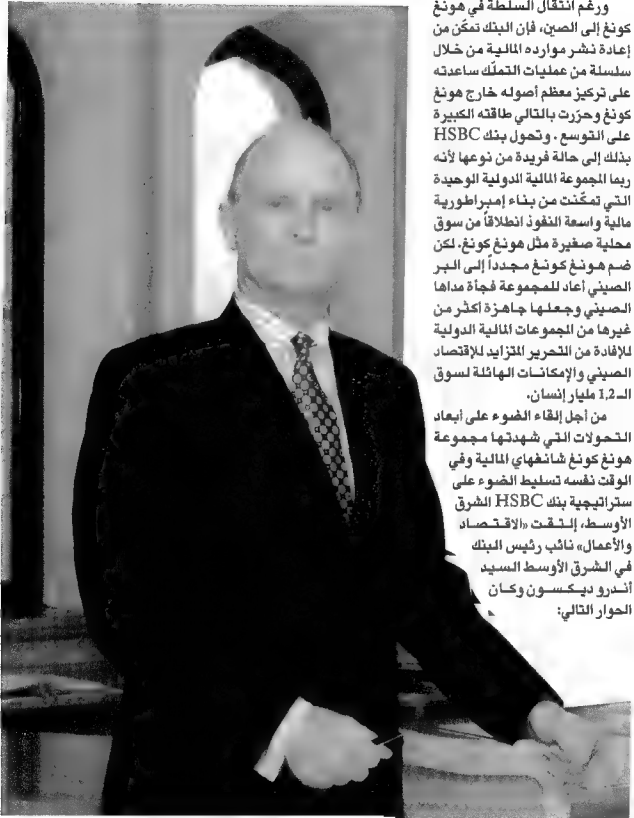 ورغم انتقال السلطة في هونغ
كونغ إلى الصين، فإن البنك تمكّن من
إعادة نشر موارده المالية من خلال
سلسلة من عمليات التملّك ساعدته
على تركيز معظم أصوله خارج هونغ
كونغ وحرّرت بالتالي طاقته الكبيرة
على التوسع. وتحول بنك HSBC
بذلك إلى حالة فريدة من نوعها لأنه
ربما المجموعة المالية الدولية الوحيدة
التي تمكّنت من بناء إمبراطورية
مالية واسعة النفوذ انطلاقاً من سوق
محلية صغيرة مثل هونغ كونغ. لكن
ضم هونغ كونغ مجدداً إلى البر
الصيني أعاد للمجموعة فجأة مداها
الصيني وجعلها جاهزة أكثر من
غيرها من المجموعات المالية الدولية
للإفادة من التحرير المتزايد للإقتصاد
الصيني والإمكانات الهائلة لسوق
الـ 1,2 مليار إنسان.
من أجل إلقاء الضوء على أبعاد
التحولات التي شهدتها مجموعة
هونغ كونغ شانغهاي المالية وفي
الوقت نفسه تسليط الضوء على
ستراتيجية بنك HSBC الشرق
الأوسط، إلتقت «الاقتصاد
والأعمال» نائب رئيس البنك
في الشرق الأوسط السيد
أندرو ديكسون وكان
الحوار التالي: